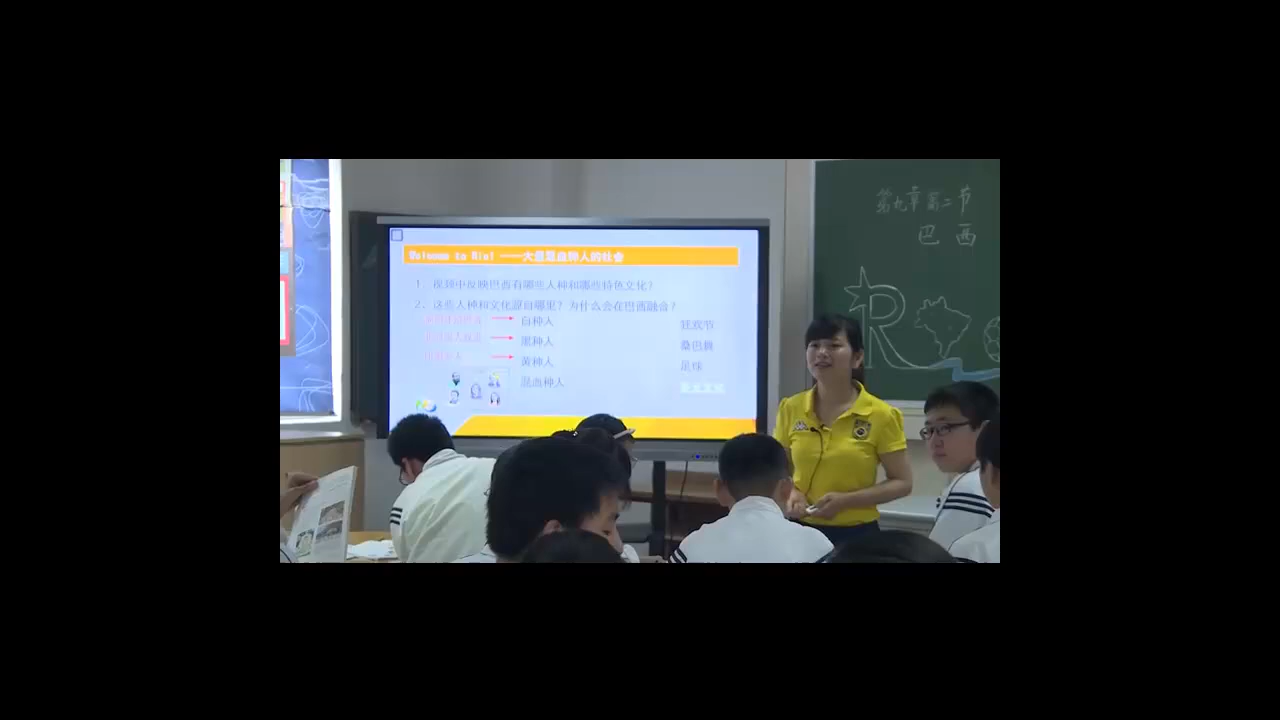 Welcome to Rio! ——大量混血种人的社会
1、视频中反映巴西有哪些人种和哪些特色文化？
2、这些人种和文化源自哪里？为什么会在巴西融合？
白种人
狂欢节
黑种人
桑巴舞
黄种人
足球
混血种人
第九章第二节
巴西
R